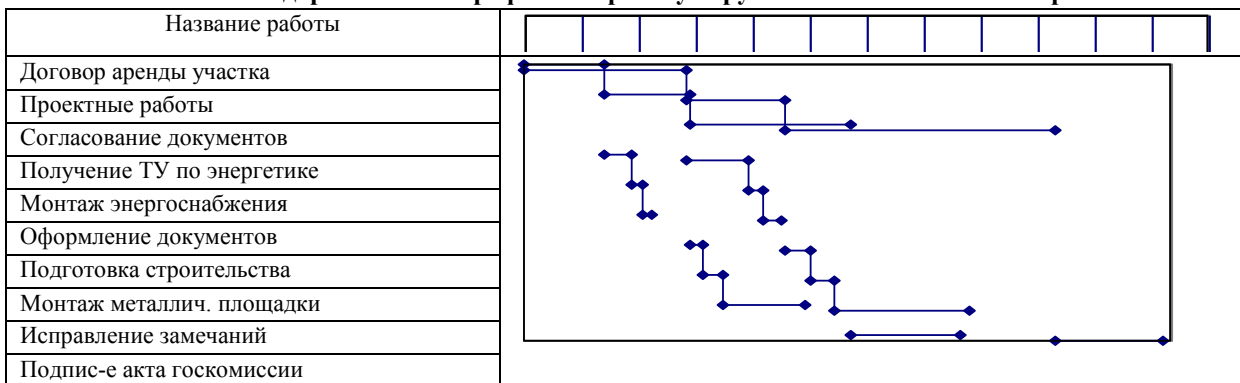 Название работы
Договор аренды участка
Проектные работы
Согласование документов
Получение ТУ по энергетике
Монтаж энергоснабжения
Оформление документов
Подготовка строительства
Монтаж металлич. площадки
Исправление замечаний
Подпис-е акта госкомиссии